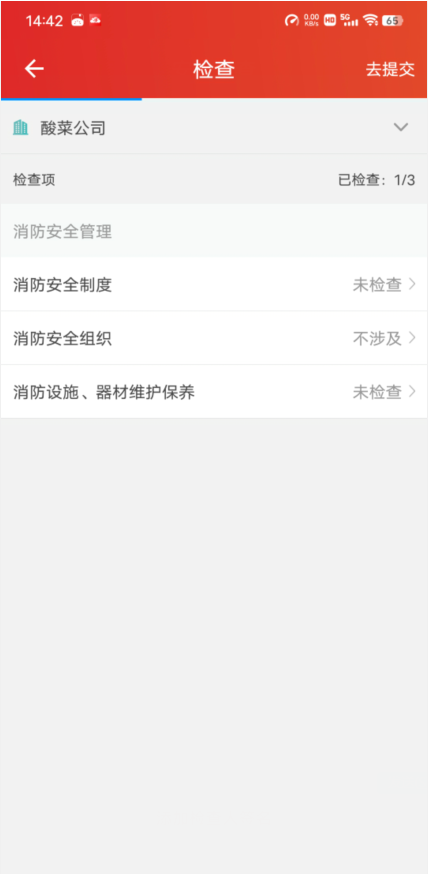 14:42 0.00 KB/s HD 5G 65
检查 去提交
酸菜公司
检查项 已检查：1/3
消防安全管理
消防安全制度 未检查
消防安全组织 不涉及
消防设施、器材维护保养 未检查